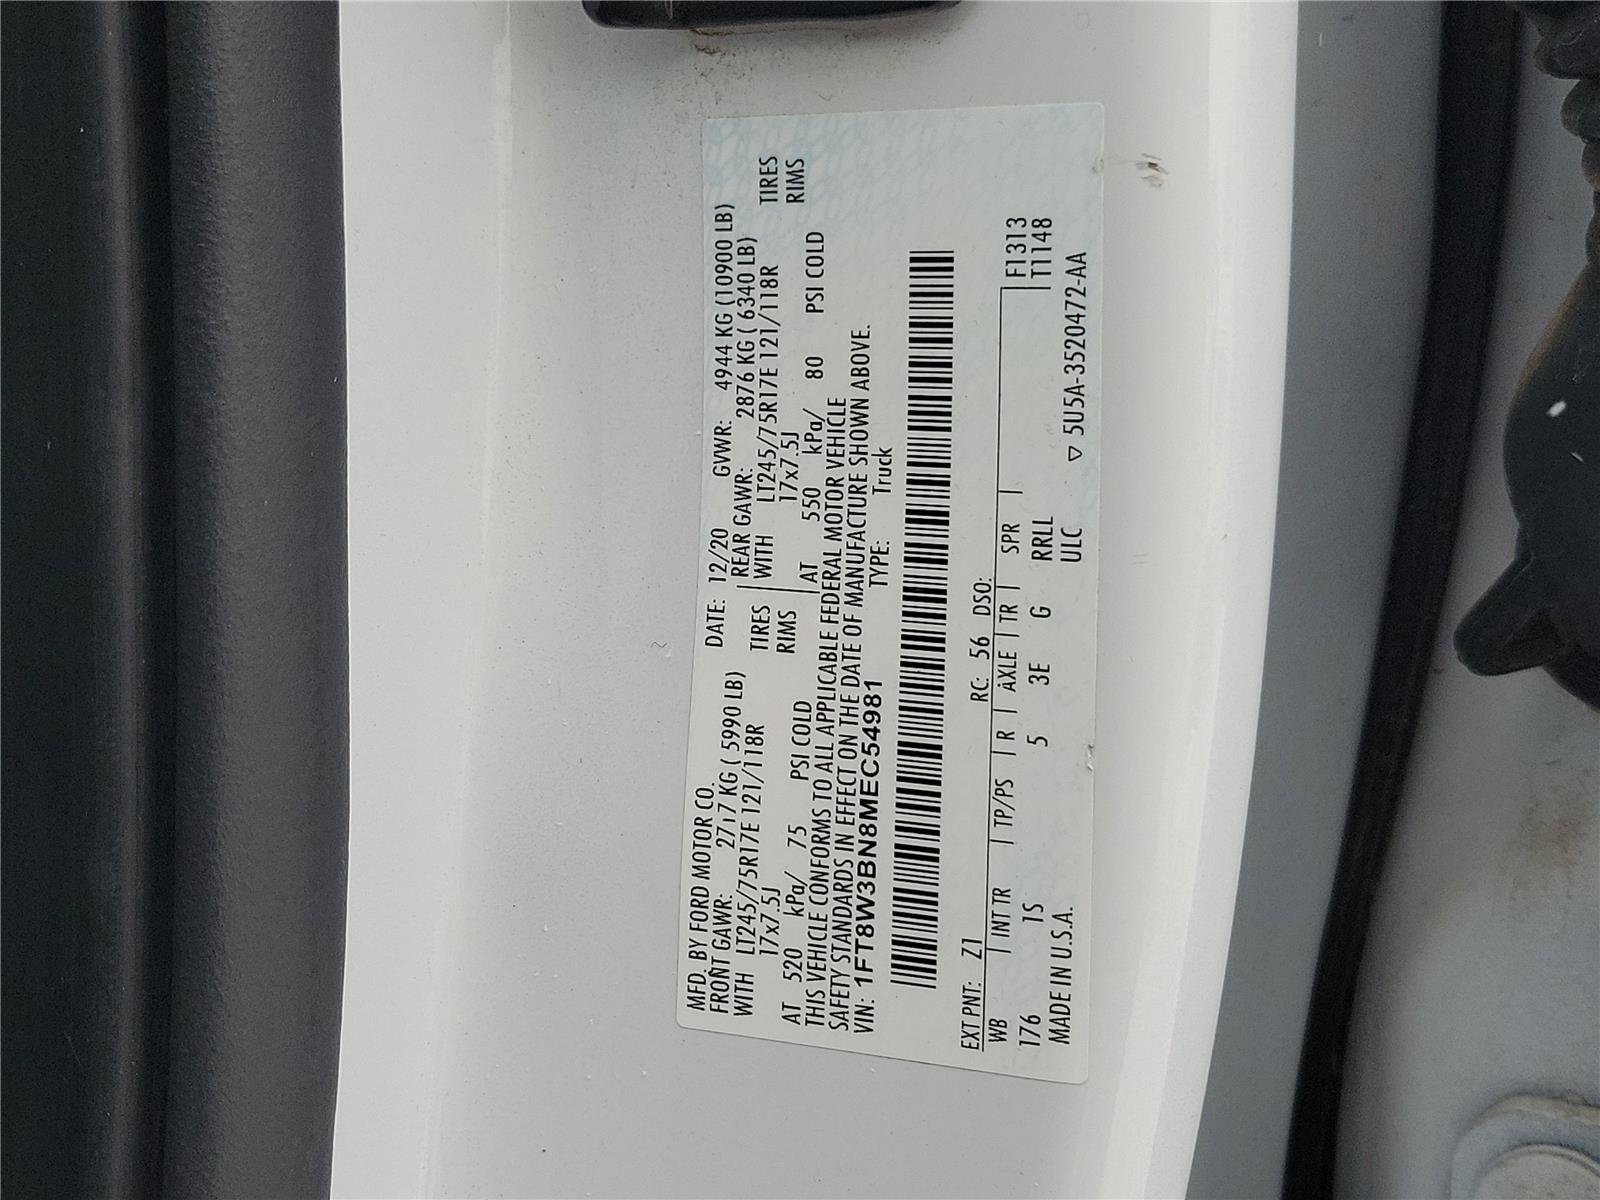 MFD. BY FORD MOTOR CO. DATE: 12/20 GVWR: 4944 KG (10900 LB)
FRONT GAWR: 2717 KG ( 5990 LB) REAR GAWR: 2876 KG ( 6340 LB)
WITH LT245/75R17E 121/118R TIRES WITH LT245/75R17E 121/118R TIRES
17x7.5J RIMS 17x7.5J RIMS
AT 520 kPa/ 75 PSI COLD AT 550 kPa/ 80 PSI COLD
THIS VEHICLE CONFORMS TO ALL APPLICABLE FEDERAL MOTOR VEHICLE
SAFETY STANDARDS IN EFFECT ON THE DATE OF MANUFACTURE SHOWN ABOVE.
VIN: 1FT8W3BN8MEC54981 TYPE: Truck
EXT PNT: Z1 RC: 56 DSO:
WB INT TR TP/PS R AXLE TR SPR F1313
176 1S 5 3E G RRLL T1148
MADE IN U.S.A. ULC ▽ 5U5A-3520472-AA